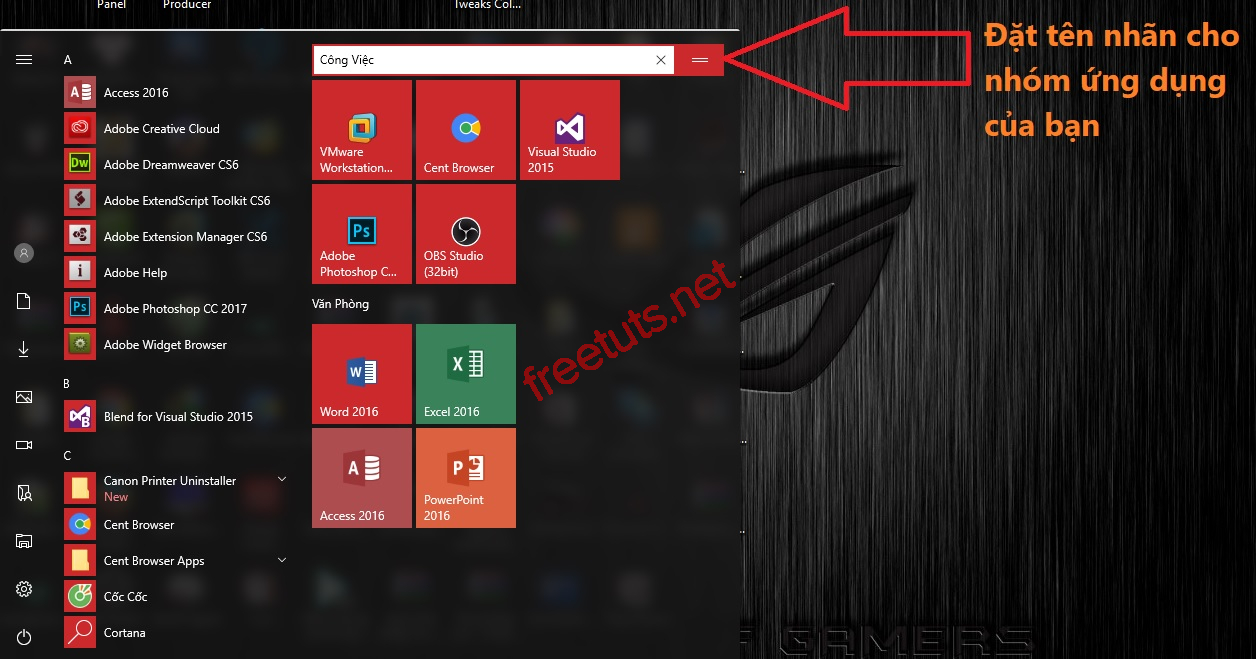 Panel
Producer
Tweaks Col...
Đặt tên nhãn cho
nhóm ứng dụng
của bạn
A
Access 2016
Adobe Creative Cloud
Adobe Dreamweaver CS6
Adobe ExtendScript Toolkit CS6
Adobe Extension Manager CS6
Adobe Help
Adobe Photoshop CC 2017
Adobe Widget Browser
B
Blend for Visual Studio 2015
C
Canon Printer Uninstaller
New
Cent Browser
Cent Browser Apps
Cốc Cốc
Cortana
Công Việc
VMware
Workstation...
Cent Browser
Visual Studio
2015
Adobe
Photoshop C...
OBS Studio
(32bit)
Văn Phòng
Word 2016
Excel 2016
Access 2016
PowerPoint
2016
freetuts.net
F GAMERS